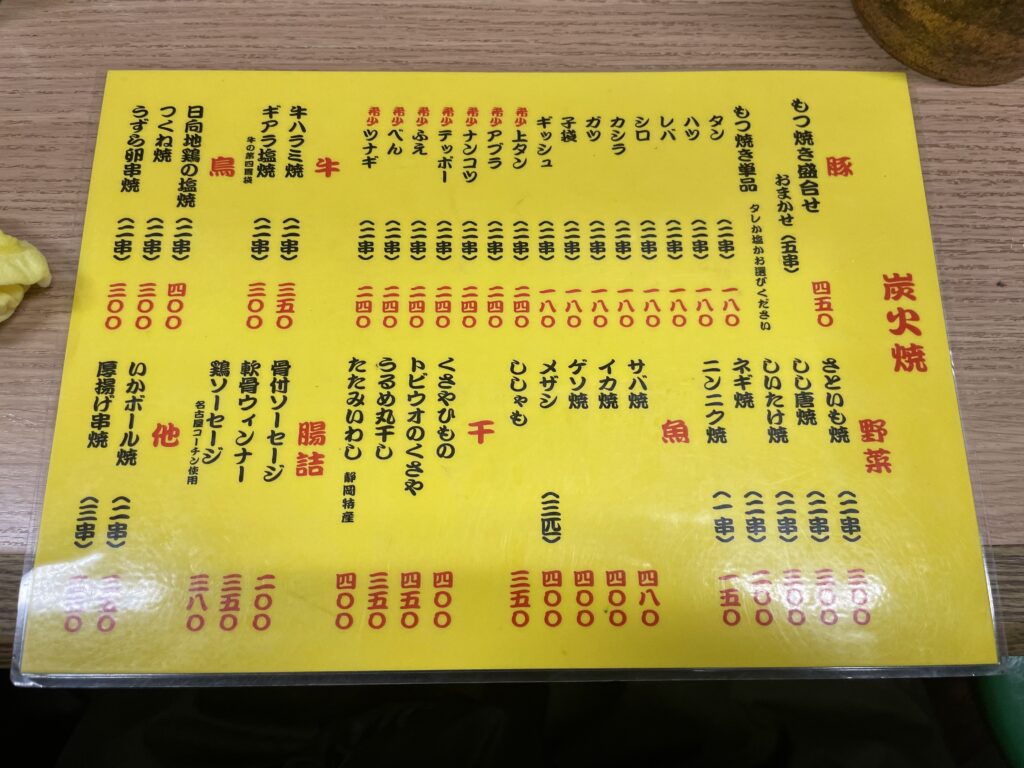 炭火焼
豚
もつ焼き盛合せ 四五〇
おまかせ（五串）
もつ焼き単品 タレか塩かお選びください
タン（二串）一八〇
ハツ（二串）一八〇
レバ（二串）一八〇
シロ（二串）一八〇
カシラ（二串）一八〇
ガツ（二串）一八〇
子袋（二串）一八〇
ギッシュ（二串）一八〇
希少上タン（二串）二四〇
希少アブラ（二串）二四〇
希少ナンコツ（二串）二四〇
希少テッポー（二串）二四〇
希少ふえ（二串）二四〇
希少ぺん（二串）二四〇
希少ツナギ（二串）二四〇
牛
牛ハラミ焼（二串）三五〇
ギアラ塩焼（二串）三〇〇
牛の第四胃袋
鳥
日向地鶏の塩焼（二串）四〇〇
つくね焼（二串）三〇〇
うずら卵串焼（二串）三〇〇
野菜
さといも焼（二串）三〇〇
しし唐焼（二串）三〇〇
しいたけ焼（二串）三〇〇
ネギ焼（二串）二〇〇
ニンニク焼（一串）一五〇
魚
サバ焼 四八〇
イカ焼 四〇〇
ゲソ焼 四〇〇
メザシ（三匹）四〇〇
ししゃも 三五〇
干
くさやひもの 四〇〇
トビウオのくさや 四五〇
うるめ丸干し 三五〇
たたみいわし 静岡特産 四〇〇
腸詰
骨付ソーセージ 二〇〇
軟骨ウィンナー 三五〇
鶏ソーセージ 三八〇
名古屋コーチン使用
他
いかボール焼（二串）
厚揚げ串焼（二串）